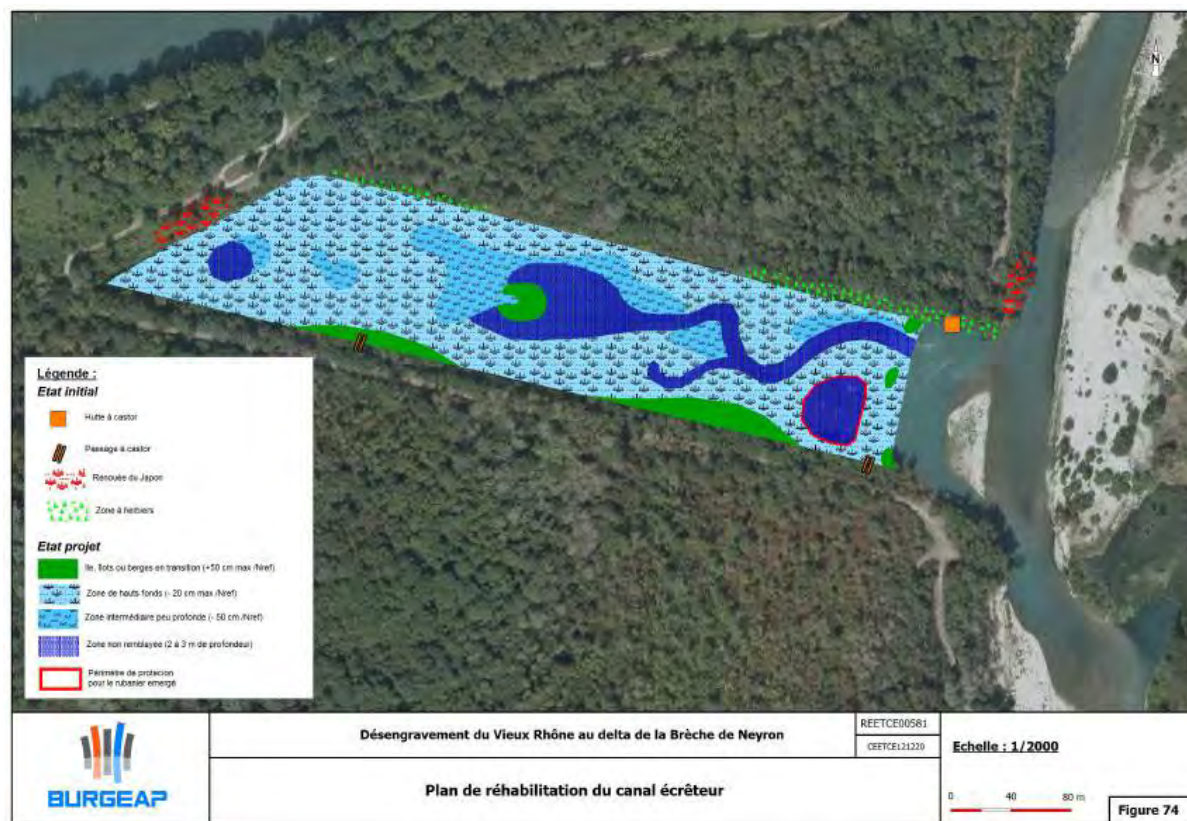 N
Légende :
Etat initial
Hutte à castor
Passage à castor
Renouée du Japon
Zone à herbiers
Etat projet
Ile, îlots ou berges en transition (+50 cm max /Nref)
Zone de hauts fonds (- 20 cm max /Nref)
Zone intermédiaire peu profonde (- 50 cm /Nref)
Zone non remblayée (2 à 3 m de profondeur)
Périmètre de protecion
pour le rubanier émergé
BURGEAP
Désengravement du Vieux Rhône au delta de la Brèche de Neyron
REETCE00581
CEETCE121220
Plan de réhabilitation du canal écrêteur
Echelle : 1/2000
0 40 80 m
Figure 74